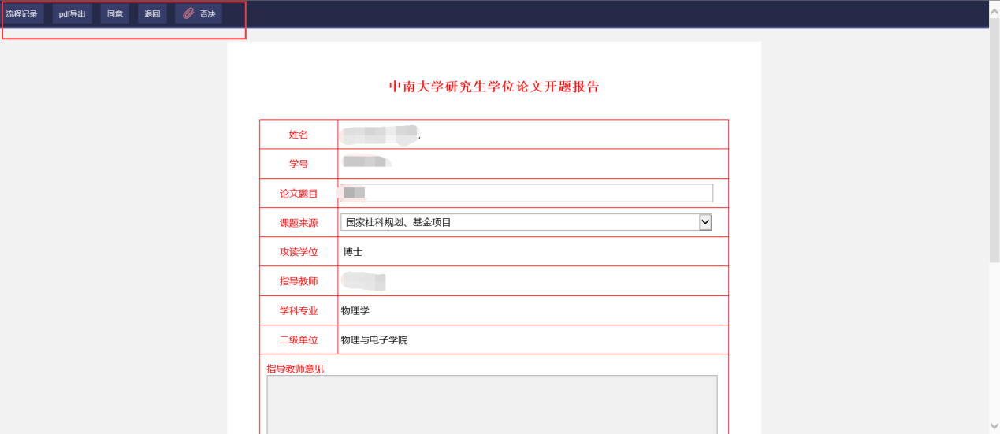 流程记录 pdf导出 同意 退回 否决
中南大学研究生学位论文开题报告
姓名
学号
论文题目
课题来源 国家社科规划、基金项目
攻读学位 博士
指导教师
学科专业 物理学
二级单位 物理与电子学院
指导教师意见